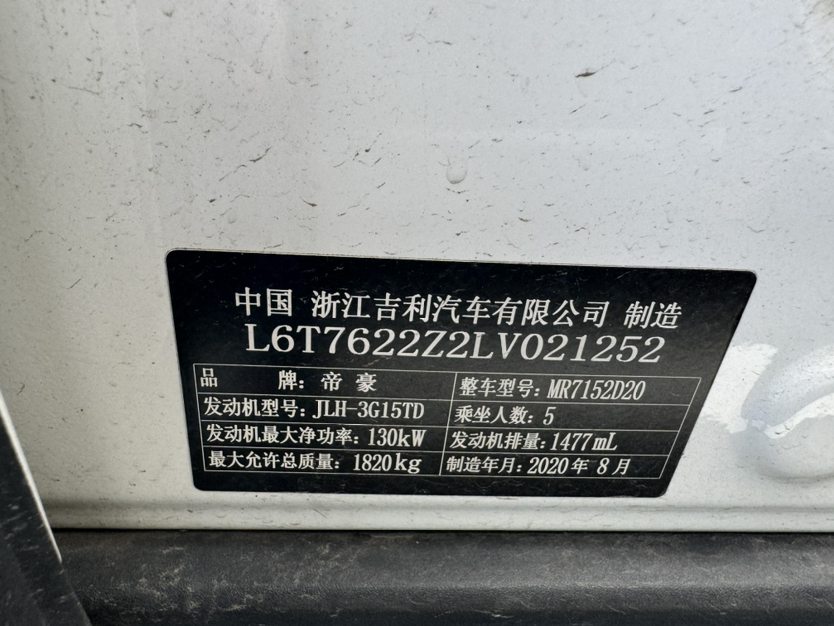 中国 浙江吉利汽车有限公司 制造
L6T7622Z2LV021252
品 牌：帝豪 整车型号：MR7152D20
发动机型号：JLH-3G15TD 乘坐人数：5
发动机最大净功率：130kW 发动机排量：1477mL
最大允许总质量：1820kg 制造年月：2020年 8月